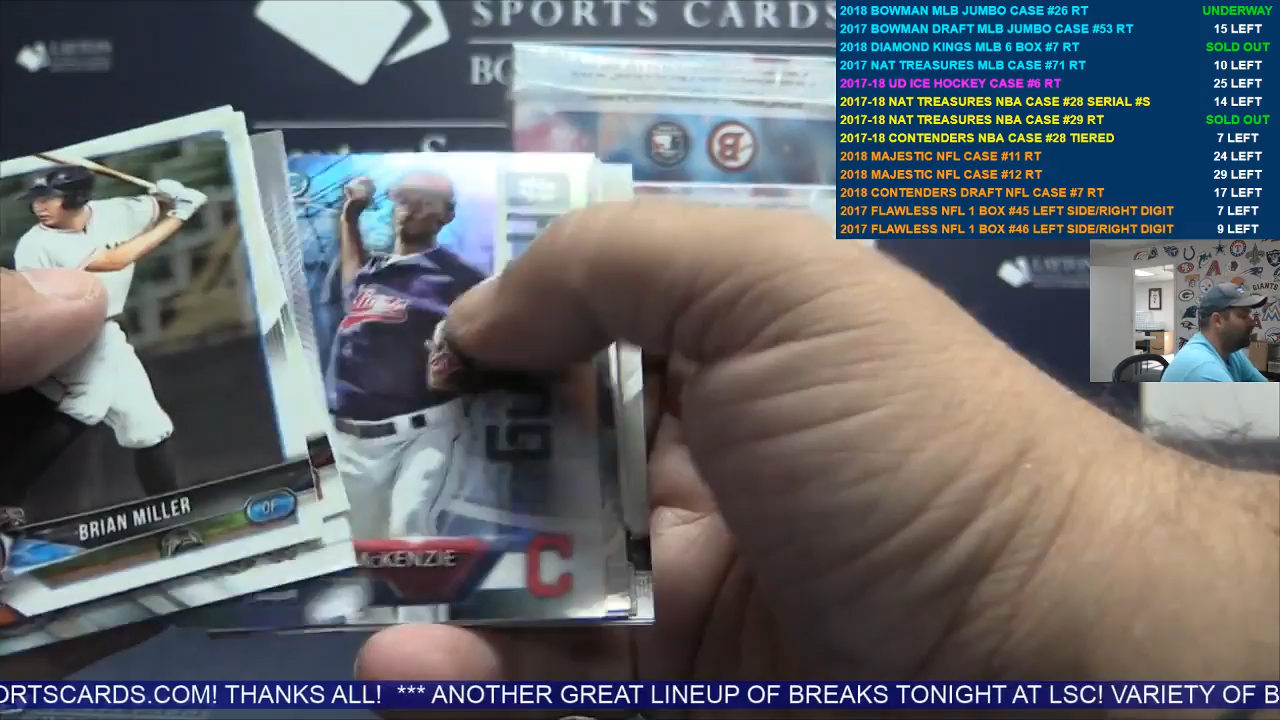 SPORTS CARDS
LAYTON
2018 BOWMAN MLB JUMBO CASE #26 RT UNDERWAY
2017 BOWMAN DRAFT MLB JUMBO CASE #53 RT 15 LEFT
2018 DIAMOND KINGS MLB 6 BOX #7 RT SOLD OUT
2017 NAT TREASURES MLB CASE #71 RT 10 LEFT
2017-18 UD ICE HOCKEY CASE #6 RT 25 LEFT
2017-18 NAT TREASURES NBA CASE #28 SERIAL #S 14 LEFT
2017-18 NAT TREASURES NBA CASE #29 RT SOLD OUT
2017-18 CONTENDERS NBA CASE #28 TIERED 7 LEFT
2018 MAJESTIC NFL CASE #11 RT 24 LEFT
2018 MAJESTIC NFL CASE #12 RT 29 LEFT
2018 CONTENDERS DRAFT NFL CASE #7 RT 17 LEFT
2017 FLAWLESS NFL 1 BOX #45 LEFT SIDE/RIGHT DIGIT 7 LEFT
2017 FLAWLESS NFL 1 BOX #46 LEFT SIDE/RIGHT DIGIT 9 LEFT
B
GIANTS
BRIAN MILLER
OF
McKENZIE
C
ORTSCARDS.COM! THANKS ALL! *** ANOTHER GREAT LINEUP OF BREAKS TONIGHT AT LSC! VARIETY OF B